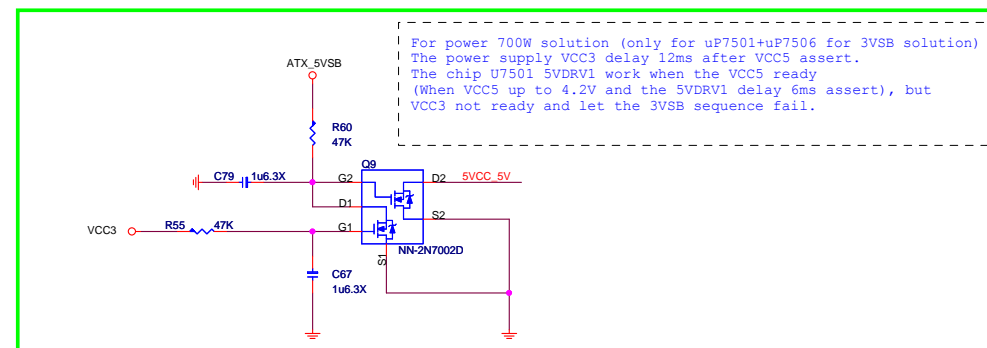 For power 700W solution (only for uP7501+uP7506 for 3VSB solution)
The power supply VCC3 delay 12ms after VCC5 assert.
The chip U7501 5VDRV1 work when the VCC5 ready
(When VCC5 up to 4.2V and the 5VDRV1 delay 6ms assert), but
VCC3 not ready and let the 3VSB sequence fail.
ATX_5VSB
R60
47K
Q9
C79
1u6.3X
G2
D2
5VCC_5V
D1
S2
VCC3
R55
47K
G1
NN-2N7002D
S1
C67
1u6.3X